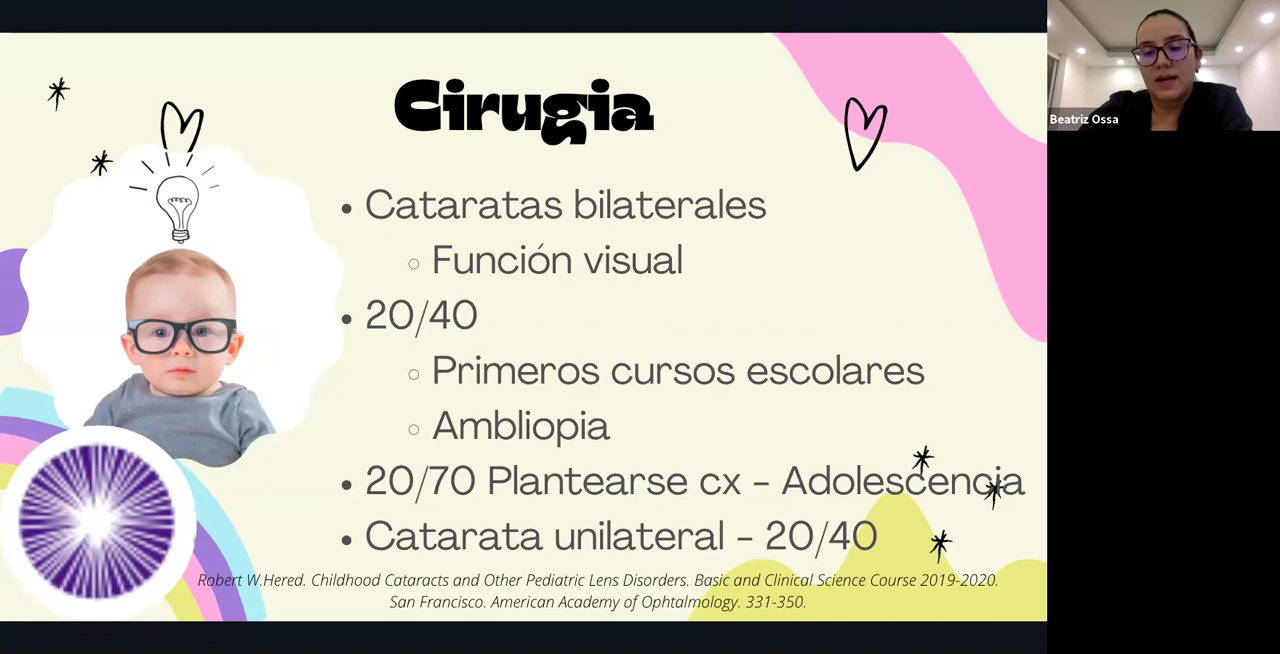 Cirugia
Cataratas bilaterales
Función visual
20/40
Primeros cursos escolares
Ambliopia
20/70 Plantearse cx - Adolescencia
Catarata unilateral - 20/40
Robert W.Hered. Childhood Cataracts and Other Pediatric Lens Disorders. Basic and Clinical Science Course 2019-2020.
San Francisco. American Academy of Ophtalmology. 331-350.
Beatriz Ossa